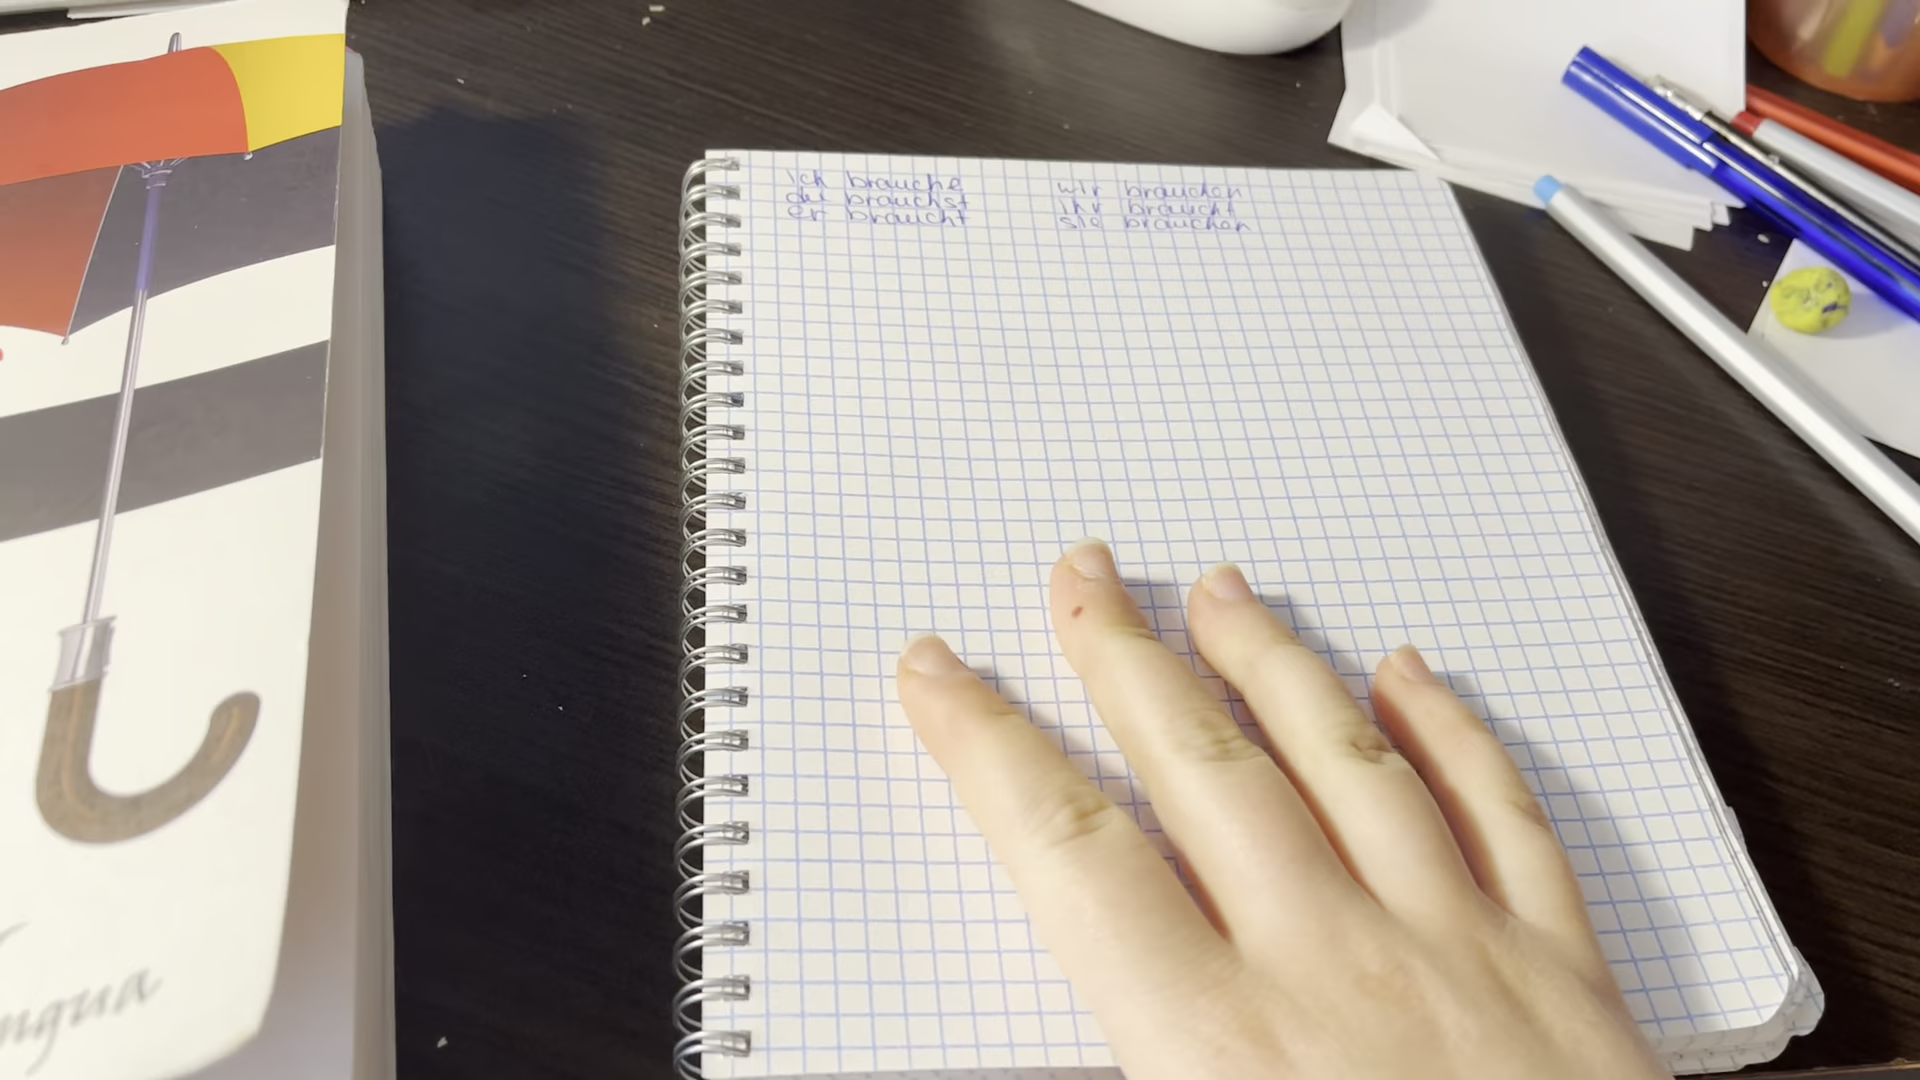 ich brauche wir brauchen
du brauchst ihr braucht
er braucht sie brauchen
ngua